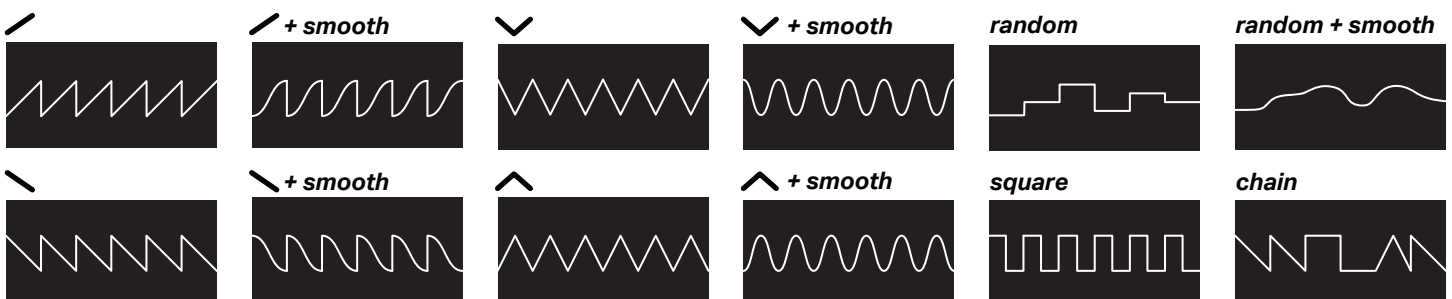 + smooth
+ smooth
random
random + smooth
+ smooth
+ smooth
square
chain